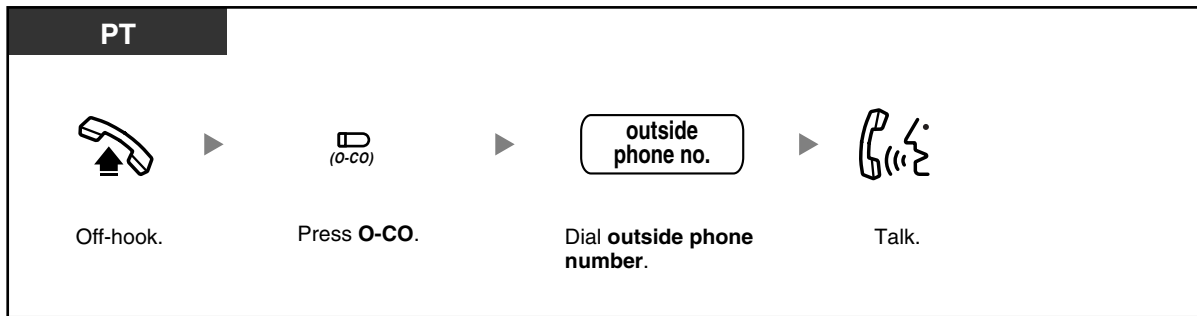 PT
(O-CO)
outside
phone no.
Off-hook.
Press O-CO.
Dial outside phone
number.
Talk.